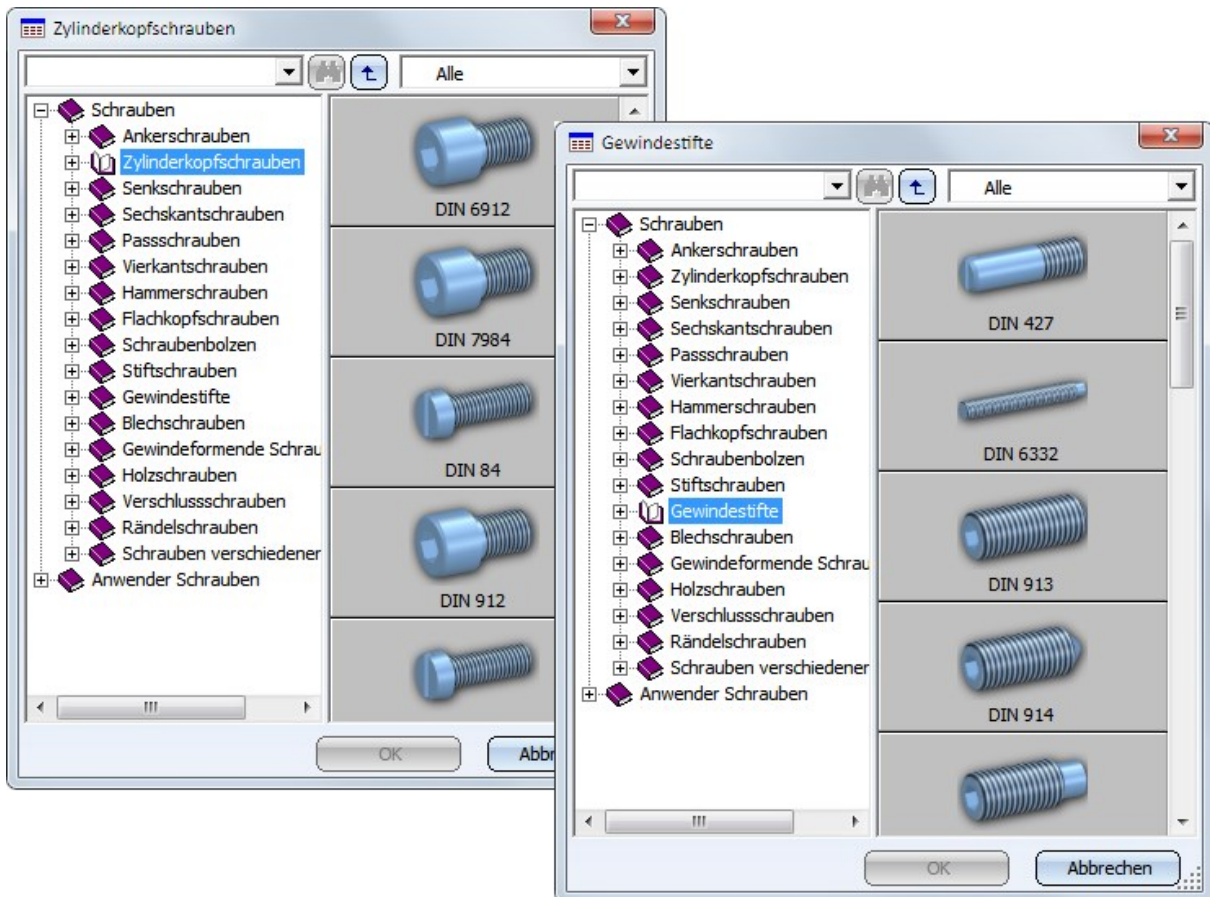 Zylinderkopfschrauben
Alle
Schrauben
Ankerschrauben
Zylinderkopfschrauben
Senkschrauben
Sechskantschrauben
Passschrauben
Vierkantschrauben
Hammerschrauben
Flachkopfschrauben
Schraubenbolzen
Stiftschrauben
Gewindestifte
Blechschrauben
Gewindeformende Schrau
Holzschrauben
Verschlussschrauben
Rändelschrauben
Schrauben verschiedener
Anwender Schrauben
DIN 6912
DIN 7984
DIN 84
DIN 912
OK
Abbr
Gewindestifte
Alle
Schrauben
Ankerschrauben
Zylinderkopfschrauben
Senkschrauben
Sechskantschrauben
Passschrauben
Vierkantschrauben
Hammerschrauben
Flachkopfschrauben
Schraubenbolzen
Stiftschrauben
Gewindestifte
Blechschrauben
Gewindeformende Schrau
Holzschrauben
Verschlussschrauben
Rändelschrauben
Schrauben verschiedener
Anwender Schrauben
DIN 427
DIN 6332
DIN 913
DIN 914
OK
Abbrechen